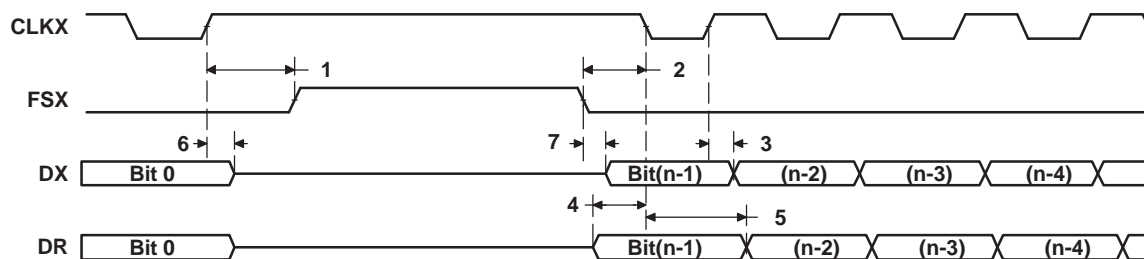 CLKX
1 2
FSX
6 7 3
DX Bit 0 Bit(n-1) (n-2) (n-3) (n-4)
4 5
DR Bit 0 Bit(n-1) (n-2) (n-3) (n-4)